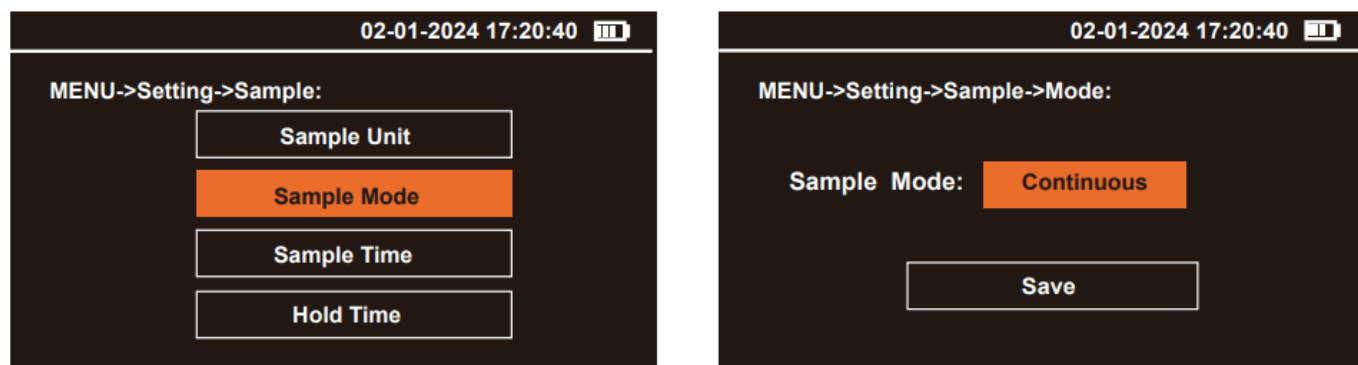 02-01-2024 17:20:40
MENU->Setting->Sample:
Sample Unit
Sample Mode
Sample Time
Hold Time
02-01-2024 17:20:40
MENU->Setting->Sample->Mode:
Sample Mode: Continuous
Save